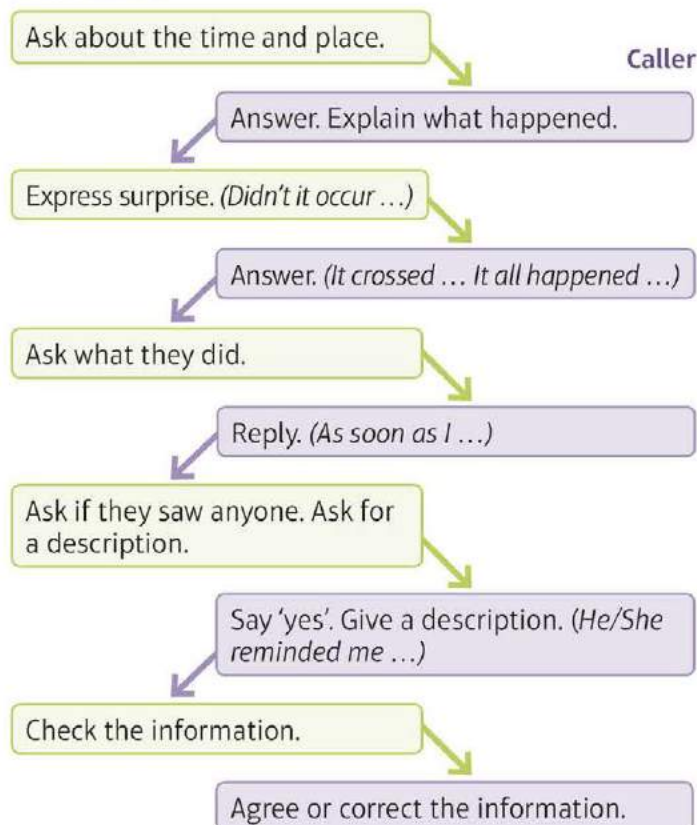 Ask about the time and place.
Caller
Answer. Explain what happened.
Express surprise. (Didn’t it occur …)
Answer. (It crossed … It all happened …)
Ask what they did.
Reply. (As soon as I …)
Ask if they saw anyone. Ask for
a description.
Say ‘yes’. Give a description. (He/She
reminded me …)
Check the information.
Agree or correct the information.